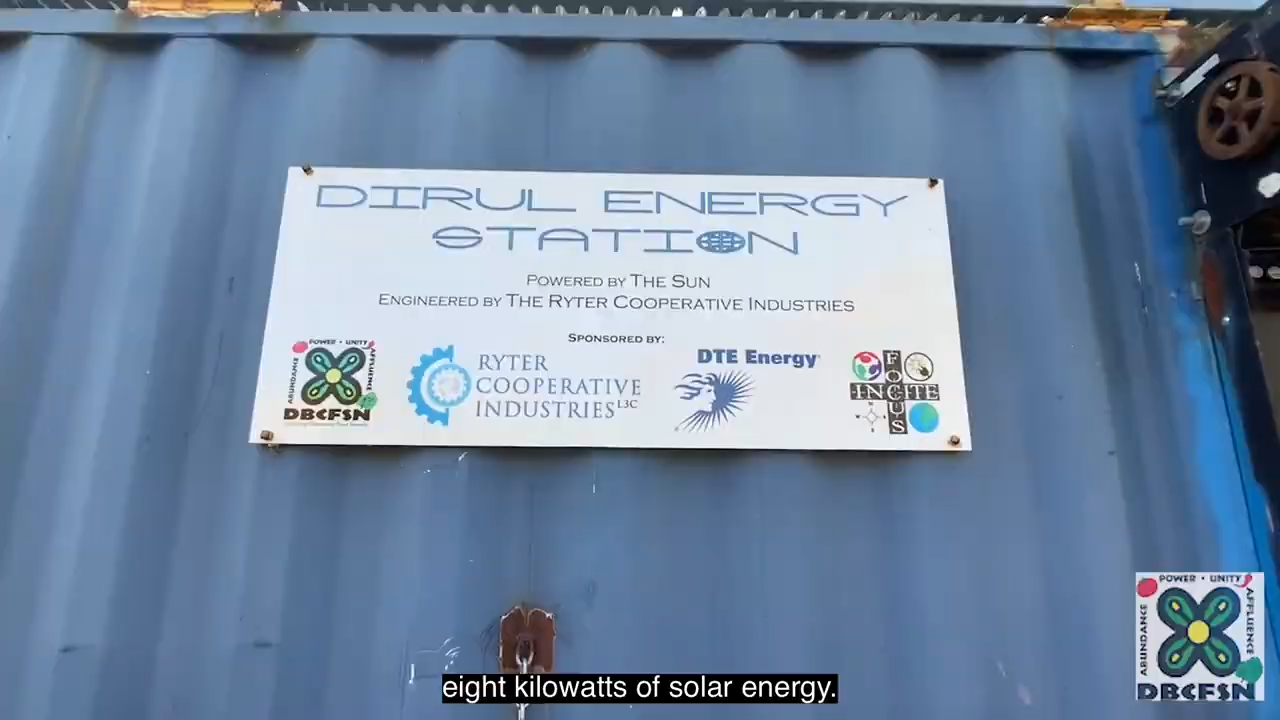 DIRUL ENERGY
STATION
POWERED BY THE SUN
ENGINEERED BY THE RYTER COOPERATIVE INDUSTRIES
SPONSORED BY:
POWER · UNITY
ABUNDANCE
AFFLUENCE
DBCFSN
RYTER
COOPERATIVE
INDUSTRIES L3C
DTE Energy
FOCUS
INCITE
eight kilowatts of solar energy.
POWER · UNITY
ABUNDANCE
AFFLUENCE
DBCFSN